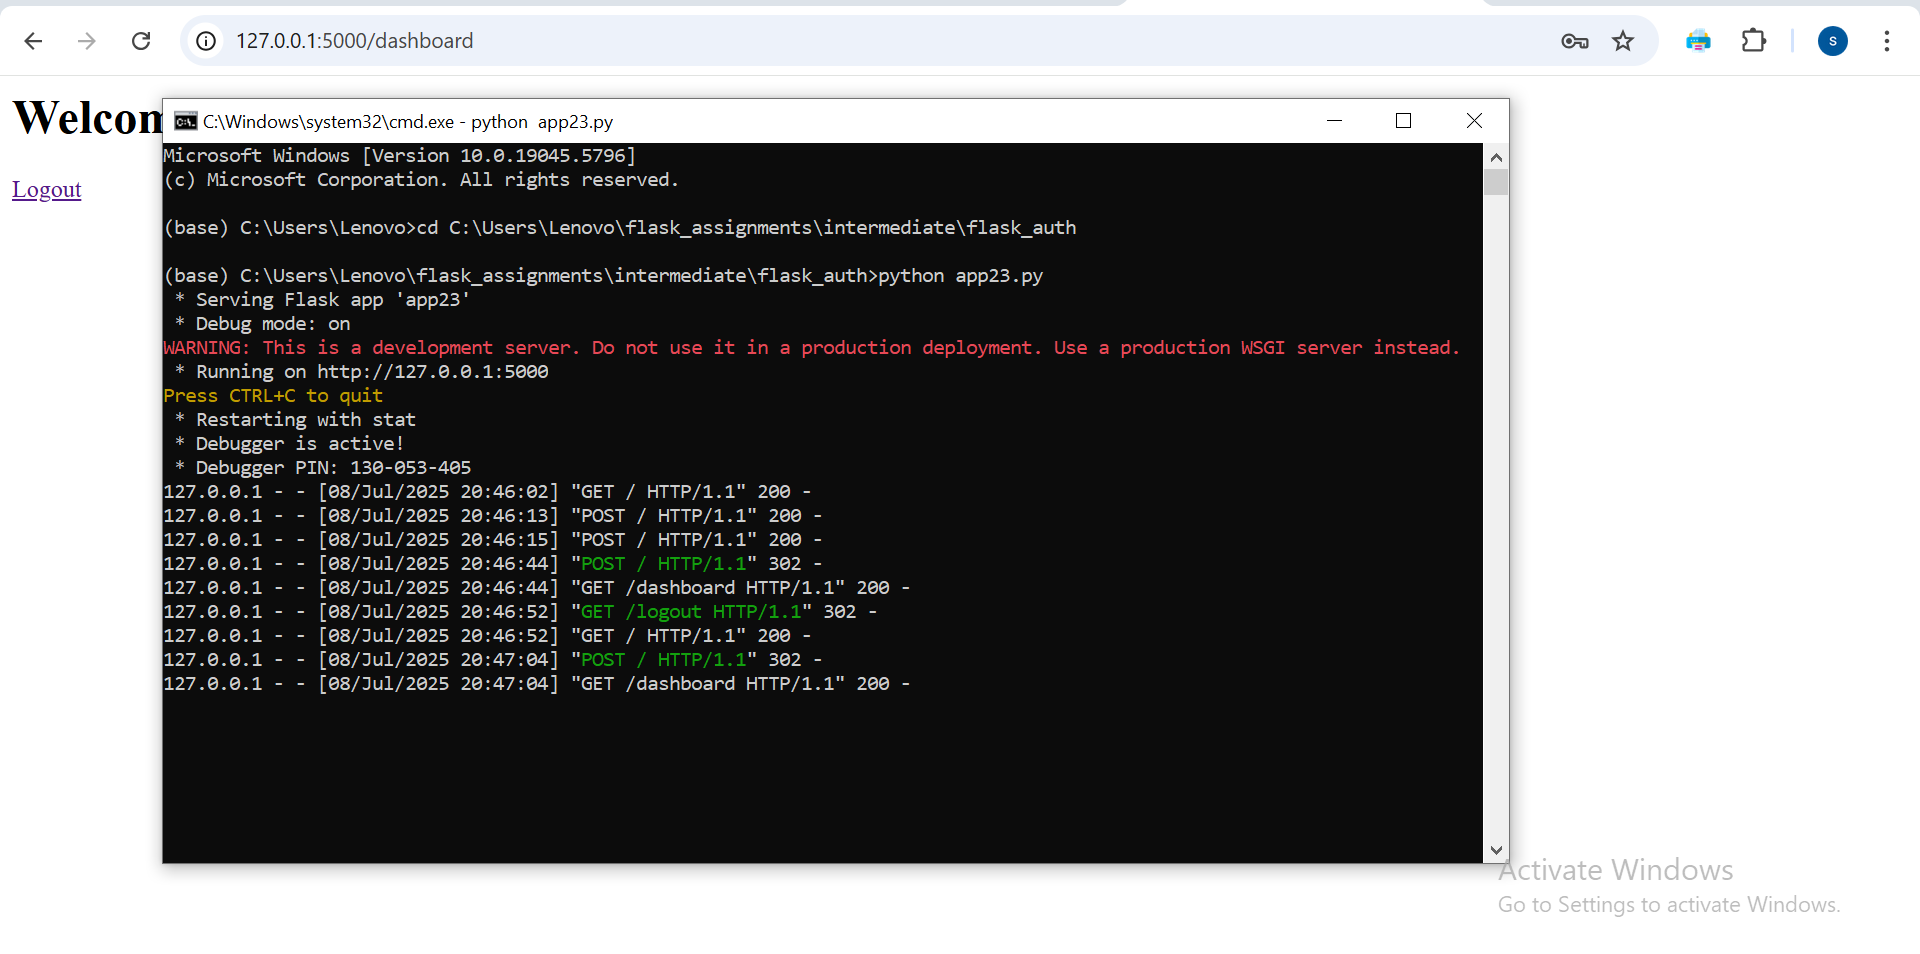 127.0.0.1:5000/dashboard
S
Welcom
Logout
C:\Windows\system32\cmd.exe - python  app23.py
Microsoft Windows [Version 10.0.19045.5796]
(c) Microsoft Corporation. All rights reserved.
(base) C:\Users\Lenovo>cd C:\Users\Lenovo\flask_assignments\intermediate\flask_auth
(base) C:\Users\Lenovo\flask_assignments\intermediate\flask_auth>python app23.py
 * Serving Flask app 'app23'
 * Debug mode: on
WARNING: This is a development server. Do not use it in a production deployment. Use a production WSGI server instead.
 * Running on http://127.0.0.1:5000
Press CTRL+C to quit
 * Restarting with stat
 * Debugger is active!
 * Debugger PIN: 130-053-405
127.0.0.1 - - [08/Jul/2025 20:46:02] "GET / HTTP/1.1" 200 -
127.0.0.1 - - [08/Jul/2025 20:46:13] "POST / HTTP/1.1" 200 -
127.0.0.1 - - [08/Jul/2025 20:46:15] "POST / HTTP/1.1" 200 -
127.0.0.1 - - [08/Jul/2025 20:46:44] "POST / HTTP/1.1" 302 -
127.0.0.1 - - [08/Jul/2025 20:46:44] "GET /dashboard HTTP/1.1" 200 -
127.0.0.1 - - [08/Jul/2025 20:46:52] "GET /logout HTTP/1.1" 302 -
127.0.0.1 - - [08/Jul/2025 20:46:52] "GET / HTTP/1.1" 200 -
127.0.0.1 - - [08/Jul/2025 20:47:04] "POST / HTTP/1.1" 302 -
127.0.0.1 - - [08/Jul/2025 20:47:04] "GET /dashboard HTTP/1.1" 200 -
Activate Windows
Go to Settings to activate Windows.